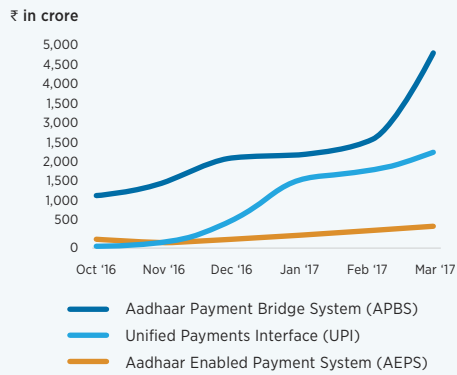 ₹ in crore
5,000
4,500
4,000
1,500
3,000
1,500
2,000
1,500
1,000
500
0
Oct '16 Nov '16 Dec '16 Jan '17 Feb '17 Mar '17
Aadhaar Payment Bridge System (APBS)
Unified Payments Interface (UPI)
Aadhaar Enabled Payment System (AEPS)